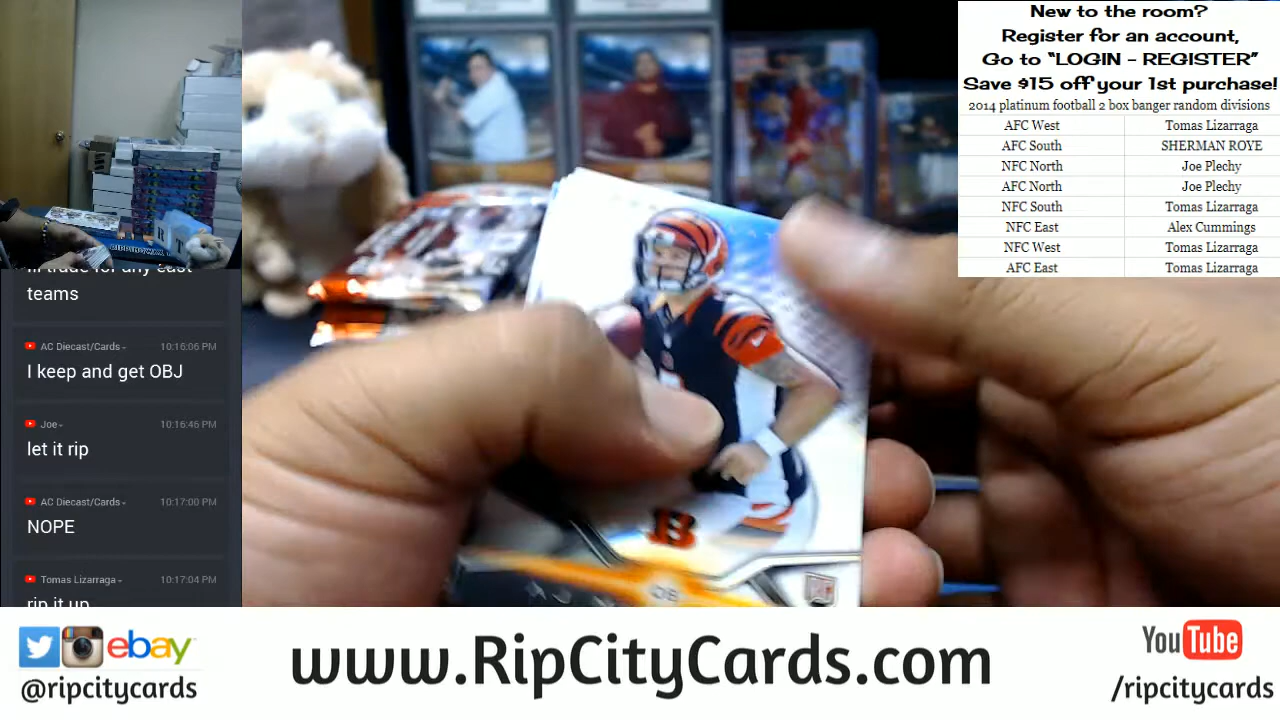 New to the room?
Register for an account,
Go to "LOGIN - REGISTER"
Save $15 off your 1st purchase!
2014 platinum football 2 box banger random divisions
AFC West Tomas Lizarraga
AFC South SHERMAN ROYE
NFC North Joe Plechy
AFC North Joe Plechy
NFC South Tomas Lizarraga
NFC East Alex Cummings
NFC West Tomas Lizarraga
AFC East Tomas Lizarraga
teams
AC Diecast/Cards 10:16:06 PM
I keep and get OBJ
Joe 10:16:46 PM
let it rip
AC Diecast/Cards 10:17:00 PM
NOPE
Tomas Lizarraga 10:17:04 PM
rip it up
B
QB
ebay
@ripcitycards
www.RipCityCards.com
YouTube
/ripcitycards